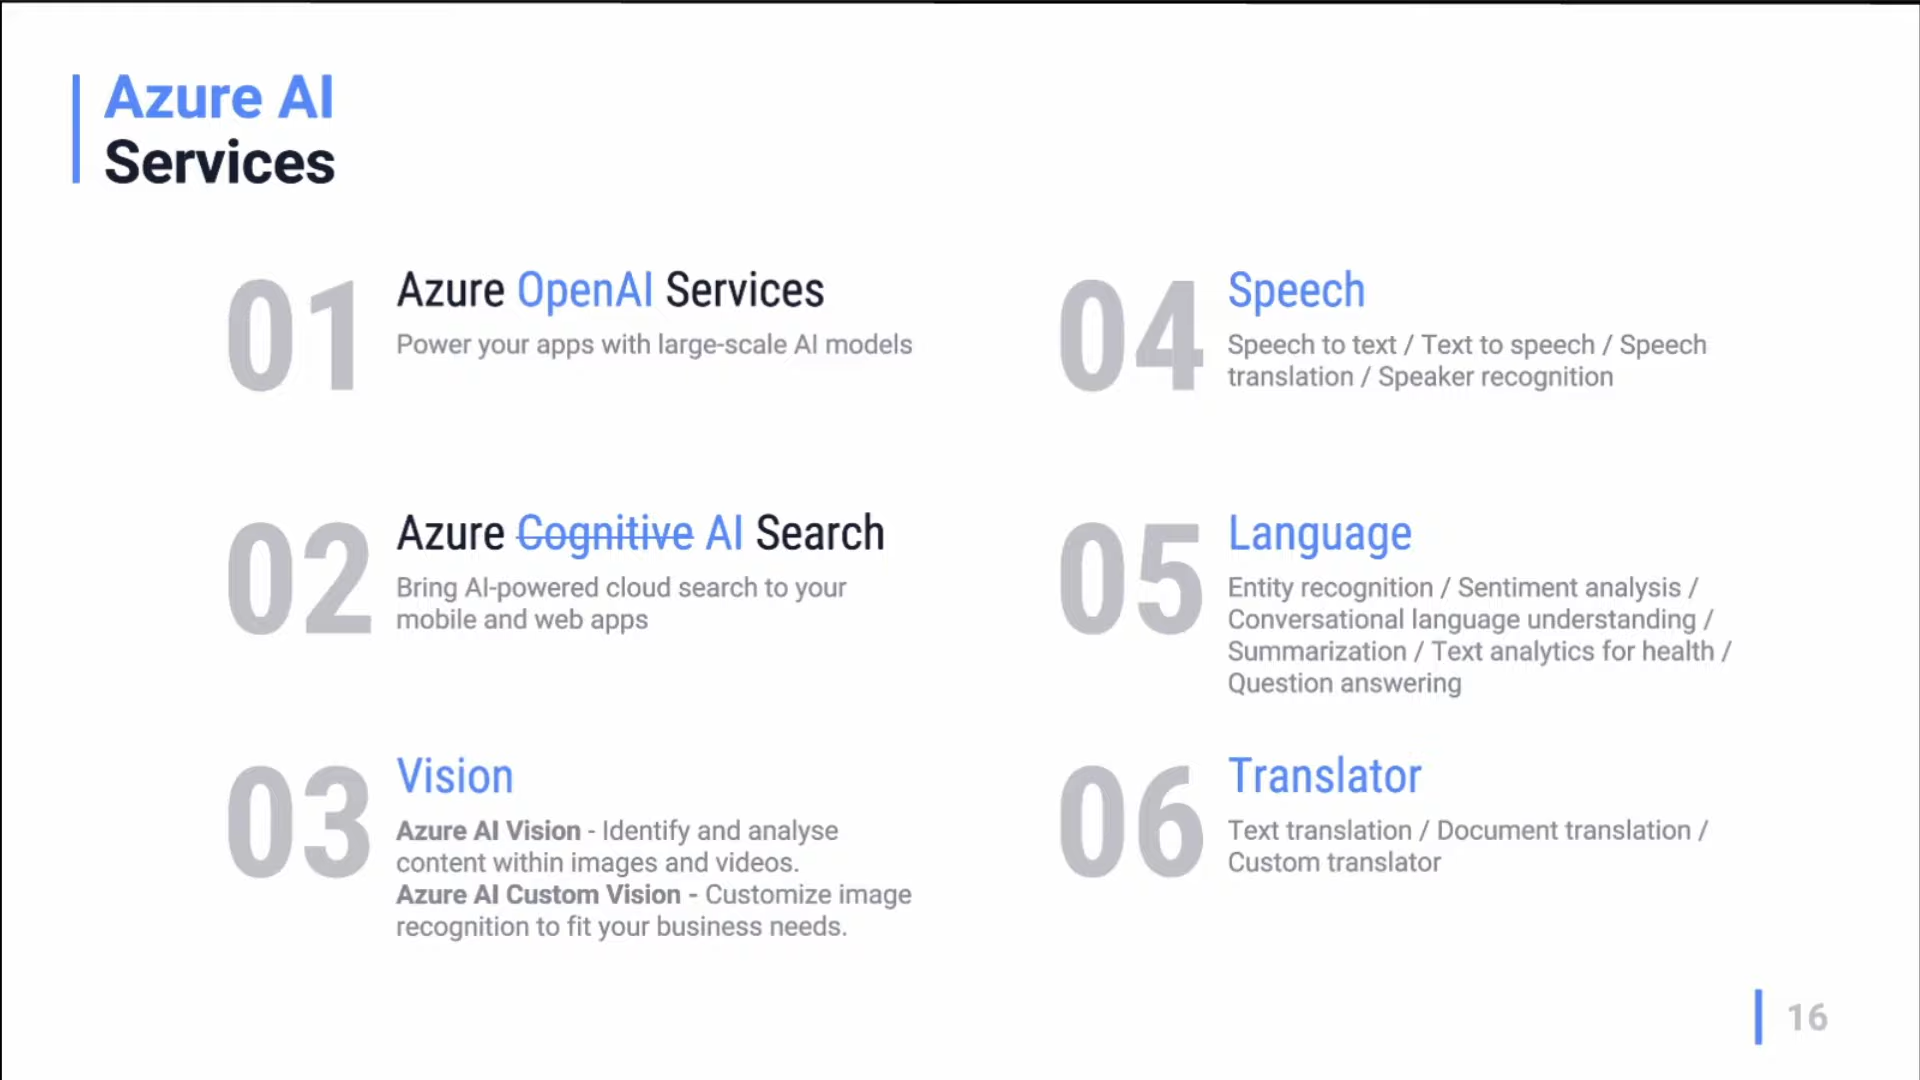 Azure AI
Services
01
Azure OpenAI Services
Power your apps with large-scale AI models
02
Azure Cognitive AI Search
Bring AI-powered cloud search to your
mobile and web apps
03
Vision
Azure AI Vision - Identify and analyse
content within images and videos.
Azure AI Custom Vision - Customize image
recognition to fit your business needs.
04
Speech
Speech to text / Text to speech / Speech
translation / Speaker recognition
05
Language
Entity recognition / Sentiment analysis /
Conversational language understanding /
Summarization / Text analytics for health /
Question answering
06
Translator
Text translation / Document translation /
Custom translator
16